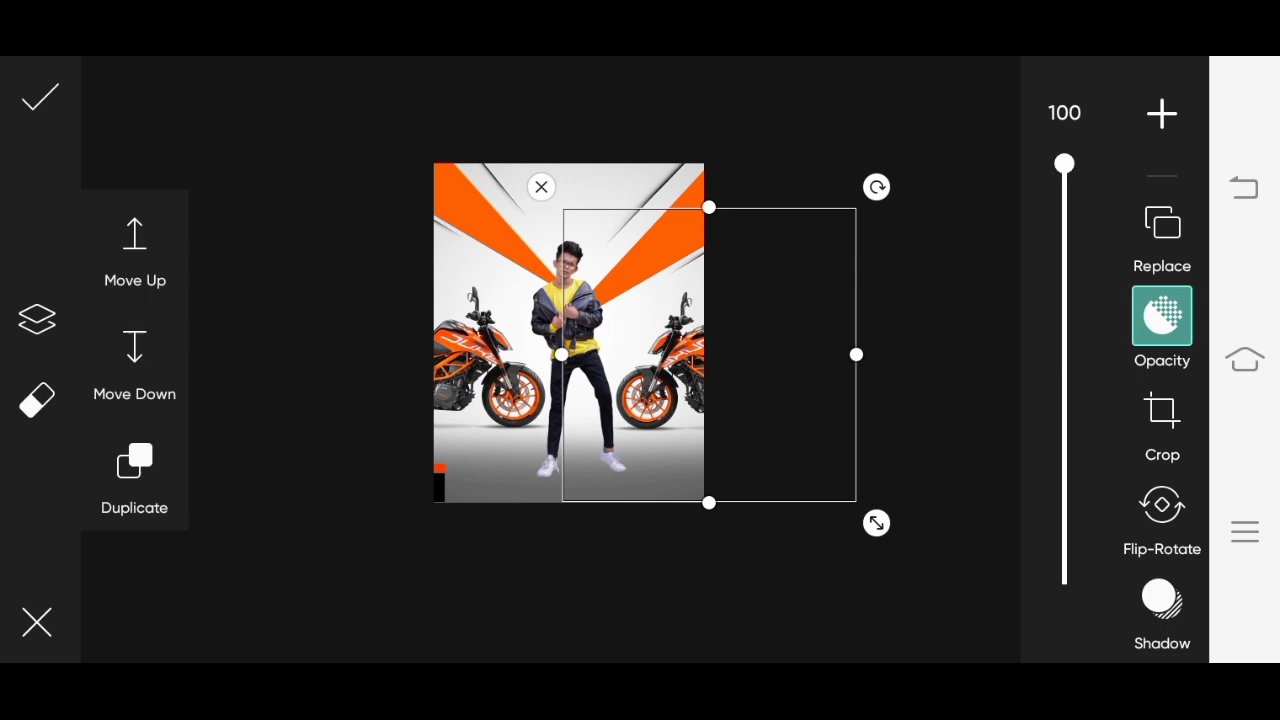 100
Move Up
Move Down
Duplicate
Replace
Opacity
Crop
Flip-Rotate
Shadow